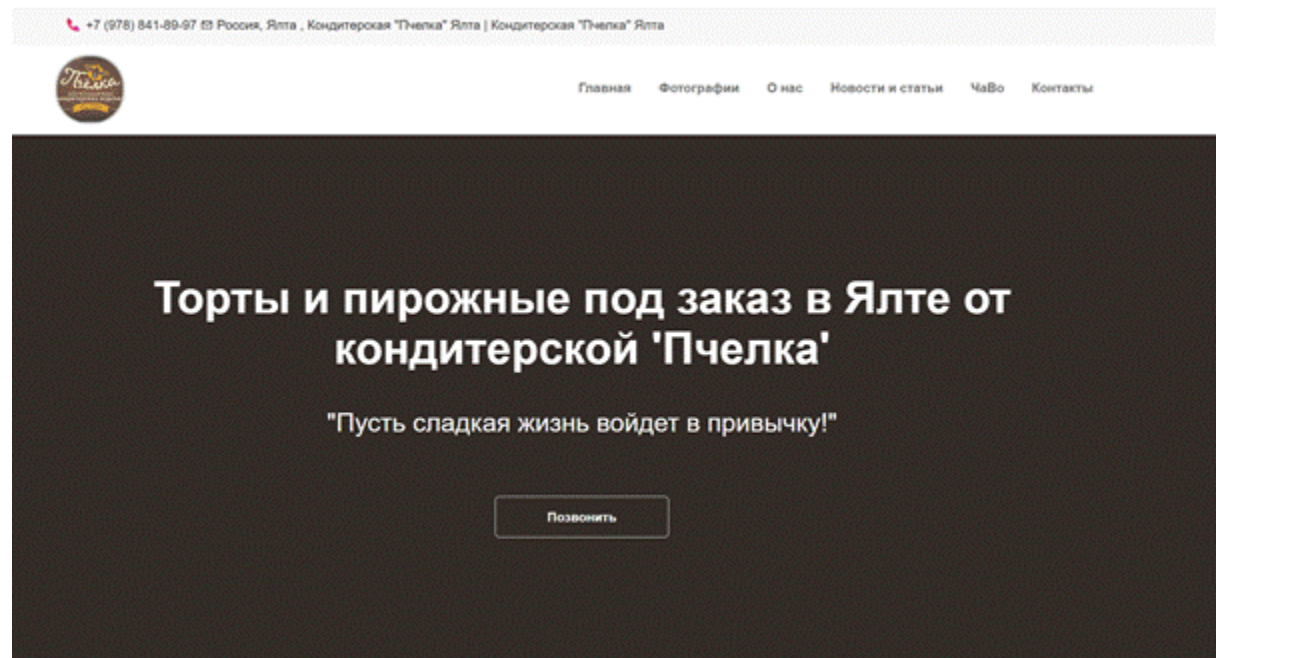 +7 (978) 841-89-97 Россия, Ялта , Кондитерская "Пчелка" Ялта | Кондитерская "Пчелка" Ялта
Пчелка
Главная Фотографии О нас Новости и статьи ЧаВо Контакты
Торты и пирожные под заказ в Ялте от
кондитерской 'Пчелка'
"Пусть сладкая жизнь войдет в привычку!"
Позвонить